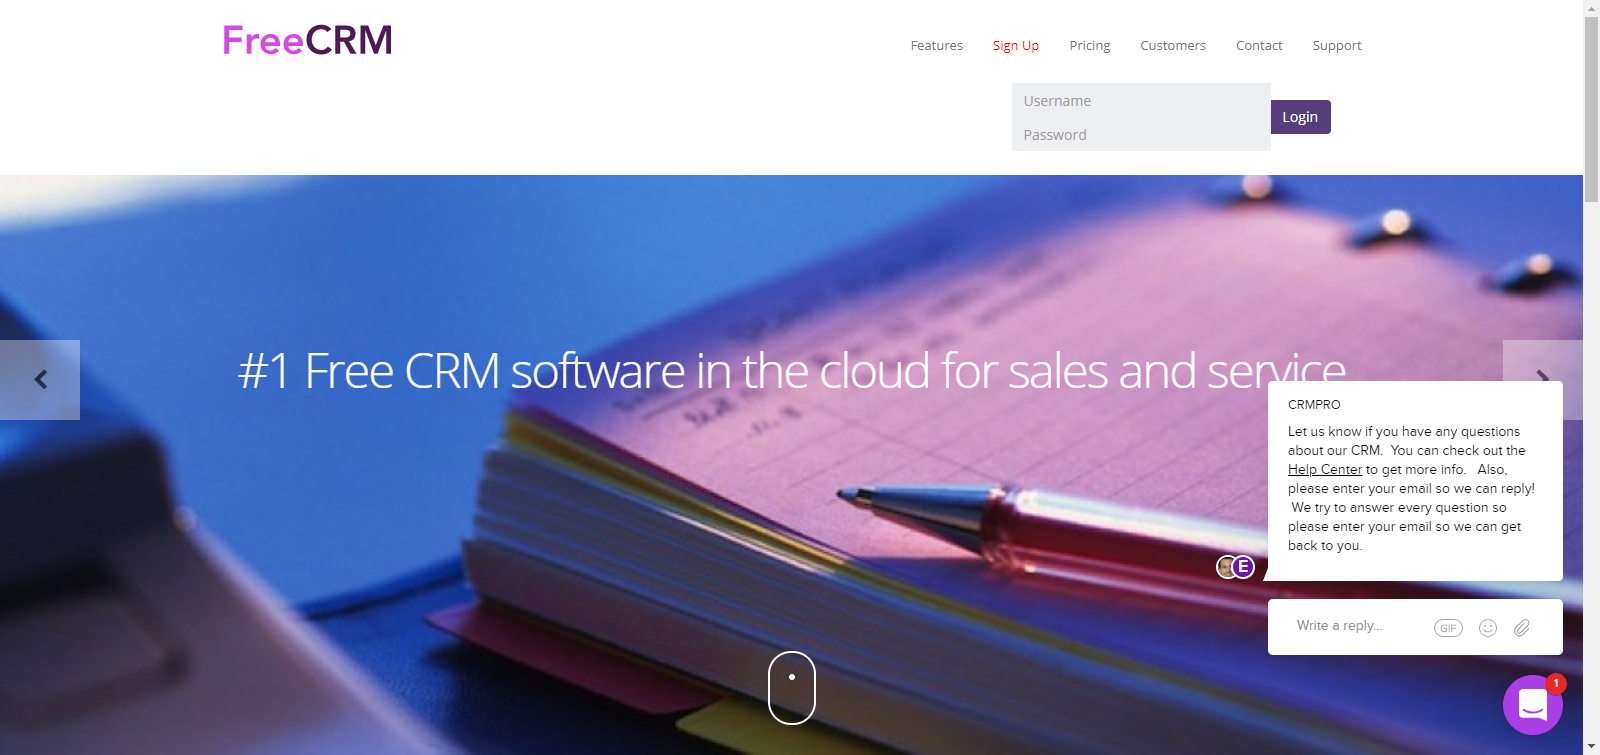 FreeCRM
Features Sign Up Pricing Customers Contact Support
Username
Password
Login
#1 Free CRM software in the cloud for sales and service
CRMPRO
Let us know if you have any questions
about our CRM. You can check out the
Help Center to get more info. Also,
please enter your email so we can reply!
We try to answer every question so
please enter your email so we can get
back to you.
E
Write a reply...
GIF
1